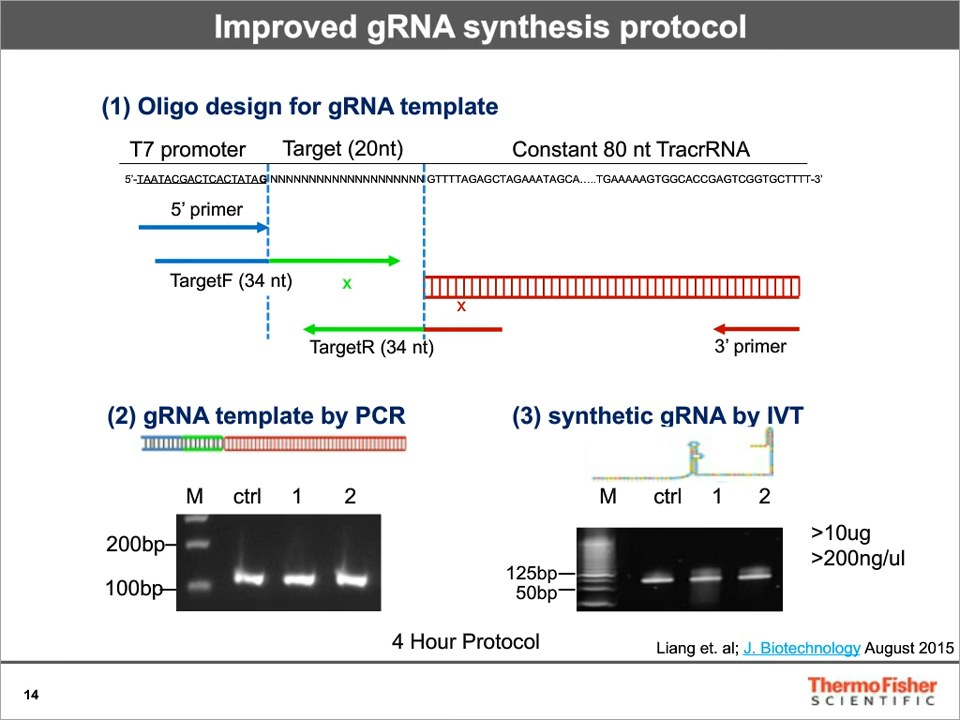 Improved gRNA synthesis protocol
(1) Oligo design for gRNA template
T7 promoter Target (20nt) Constant 80 nt TracrRNA
5'-TAATACGACTCACTATAGNNNNNNNNNNNNNNNNNNNNGTTTTAGAGCTAGAAATAGCA.....TGAAAAAGTGGCACCGAGTCGGTGCTTTT-3'
5' primer
TargetF (34 nt) x
x
TargetR (34 nt) 3' primer
(2) gRNA template by PCR
M ctrl 1 2
200bp
100bp
(3) synthetic gRNA by IVT
M ctrl 1 2
125bp
50bp
>10ug
>200ng/ul
4 Hour Protocol
Liang et. al; J. Biotechnology August 2015
14
ThermoFisher
SCIENTIFIC